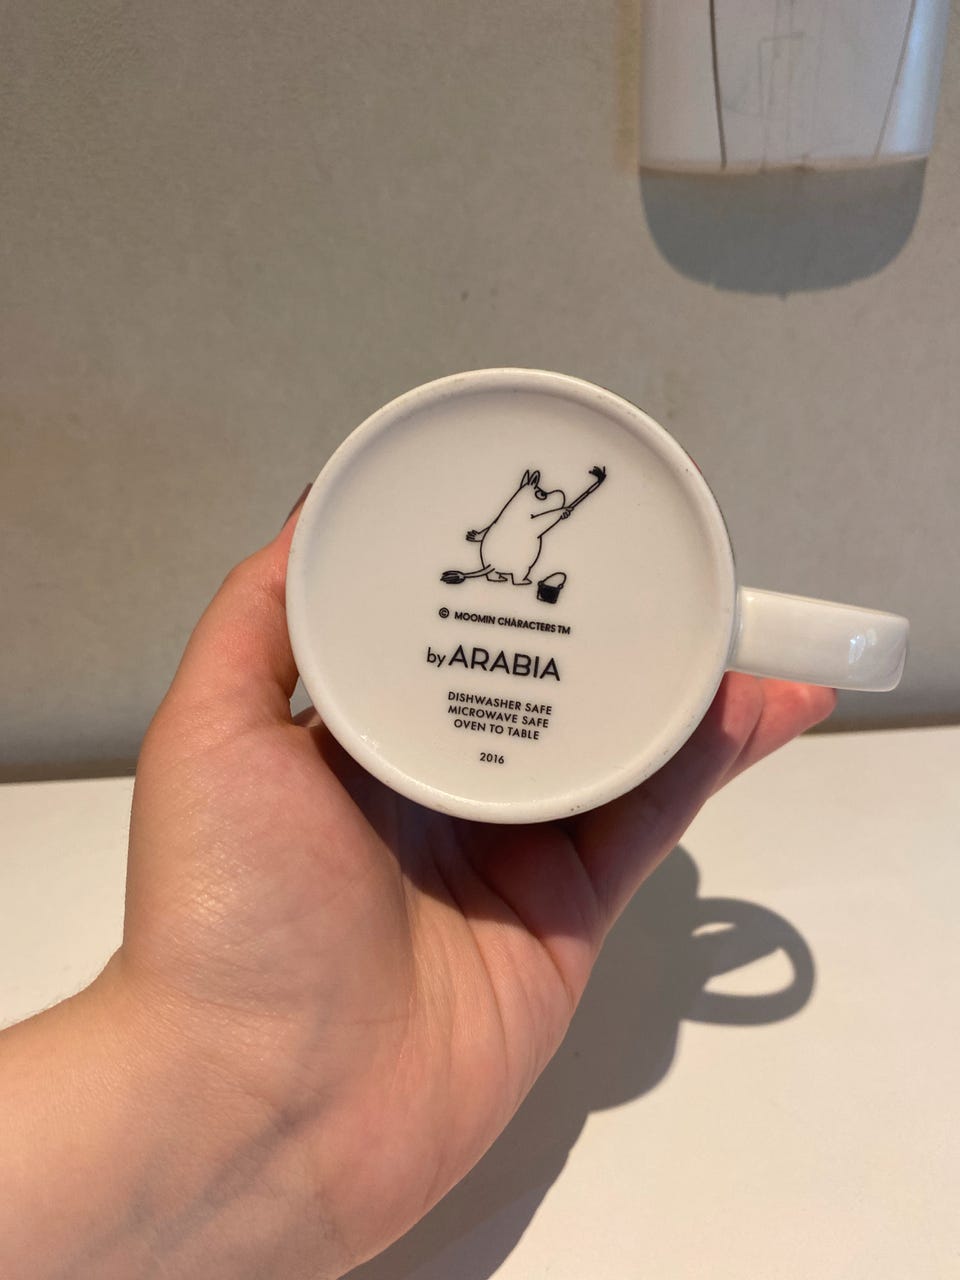 © MOOMIN CHARACTERS TM
by ARABIA
DISHWASHER SAFE
MICROWAVE SAFE
OVEN TO TABLE
2016